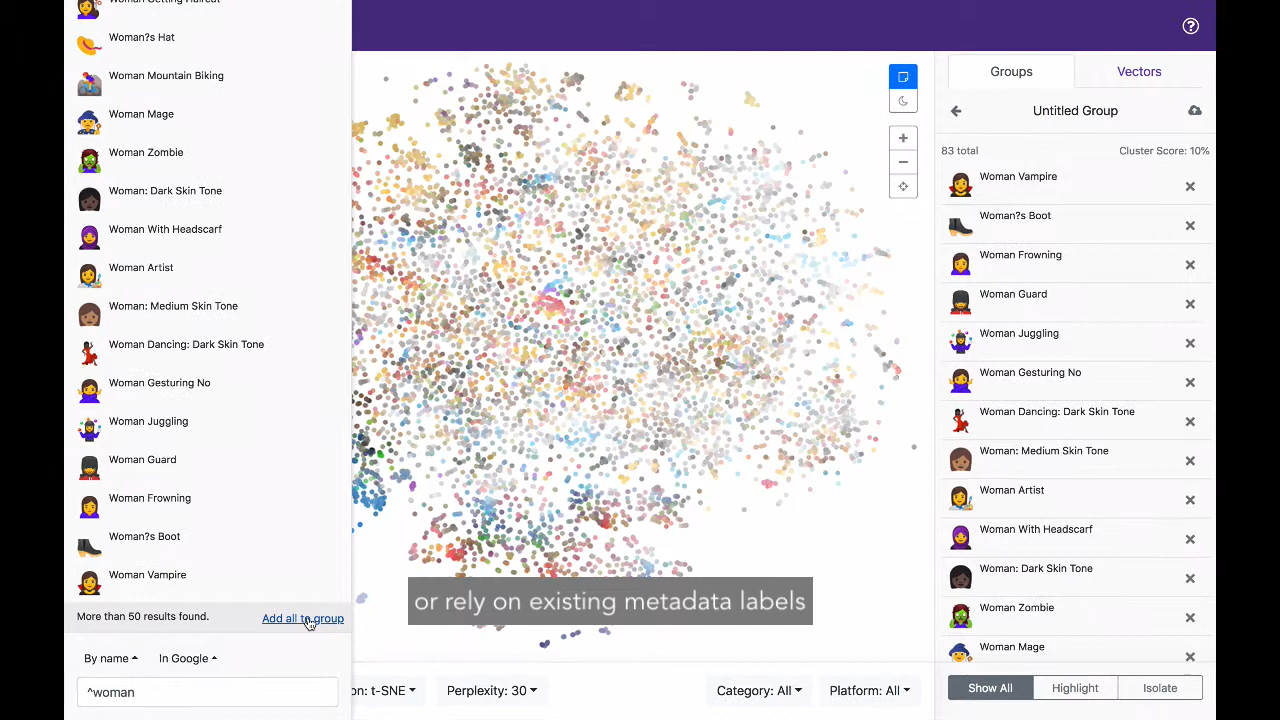 Woman Getting Haircut
Woman?s Hat
Woman Mountain Biking
Woman Mage
Woman Zombie
Woman: Dark Skin Tone
Woman With Headscarf
Woman Artist
Woman: Medium Skin Tone
Woman Dancing: Dark Skin Tone
Woman Gesturing No
Woman Juggling
Woman Guard
Woman Frowning
Woman?s Boot
Woman Vampire
More than 50 results found. Add all to group
By name In Google
^woman
on: t-SNE Perplexity: 30 Category: All Platform: All
or rely on existing metadata labels
Groups Vectors
Untitled Group
83 total Cluster Score: 10%
Woman Vampire
Woman?s Boot
Woman Frowning
Woman Guard
Woman Juggling
Woman Gesturing No
Woman Dancing: Dark Skin Tone
Woman: Medium Skin Tone
Woman Artist
Woman With Headscarf
Woman: Dark Skin Tone
Woman Zombie
Woman Mage
Show All Highlight Isolate